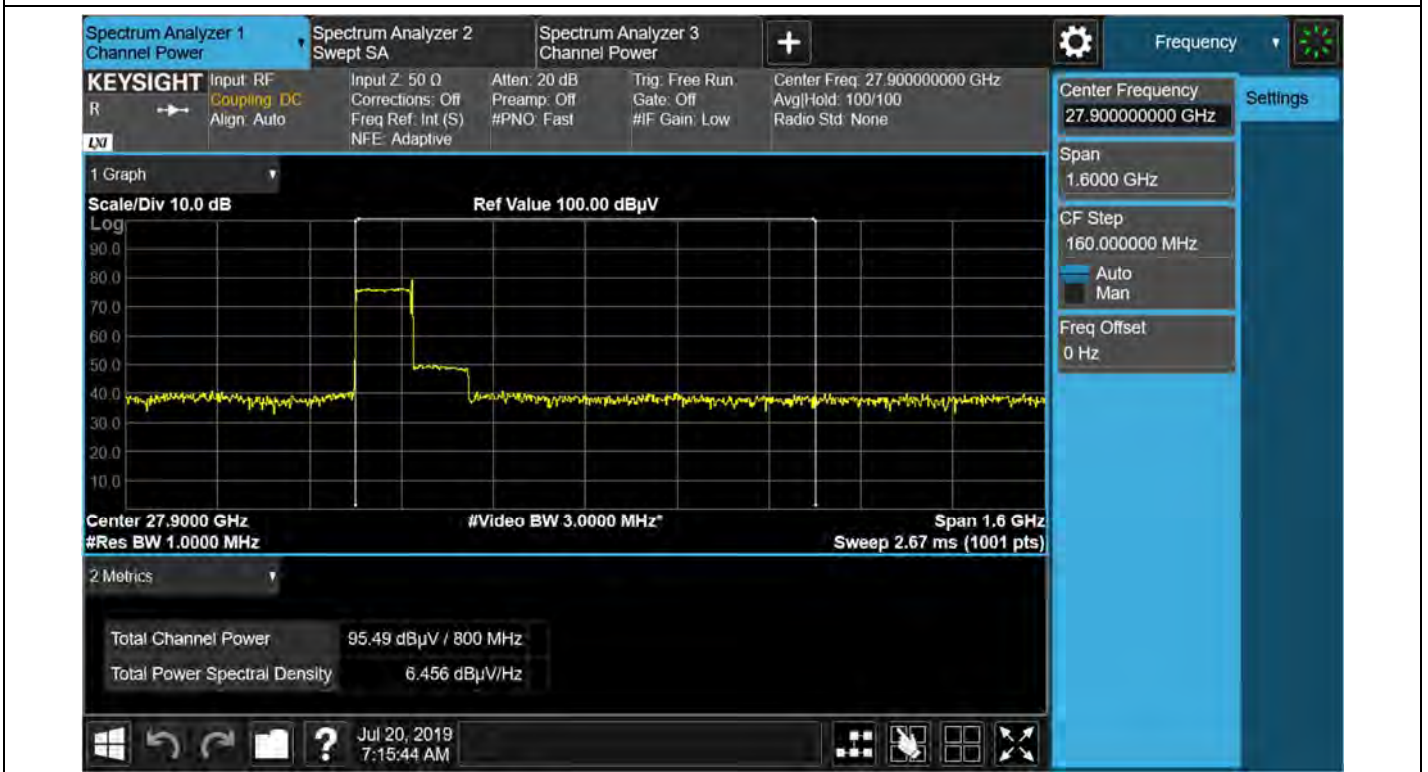 Spectrum Analyzer 1
Channel Power
Spectrum Analyzer 2
Swept SA
Spectrum Analyzer 3
Channel Power
Frequency
KEYSIGHT
R
LXI
Input: RF
Coupling: DC
Align: Auto
Input Z: 50 Ω
Corrections: Off
Freq Ref: Int (S)
NFE: Adaptive
Atten: 20 dB
Preamp: Off
#PNO: Fast
Trig: Free Run
Gate: Off
#IF Gain: Low
Center Freq: 27.900000000 GHz
Avg|Hold: 100/100
Radio Std: None
Center Frequency
27.900000000 GHz
Settings
Span
1.6000 GHz
CF Step
160.000000 MHz
Auto
Man
Freq Offset
0 Hz
1 Graph
Scale/Div 10.0 dB
Ref Value 100.00 dBµV
Log
90.0
80.0
70.0
60.0
50.0
40.0
30.0
20.0
10.0
Center 27.9000 GHz
#Video BW 3.0000 MHz*
Span 1.6 GHz
#Res BW 1.0000 MHz
Sweep 2.67 ms (1001 pts)
2 Metrics
Total Channel Power 95.49 dBµV / 800 MHz
Total Power Spectral Density 6.456 dBµV/Hz
?
Jul 20, 2019
7:15:44 AM